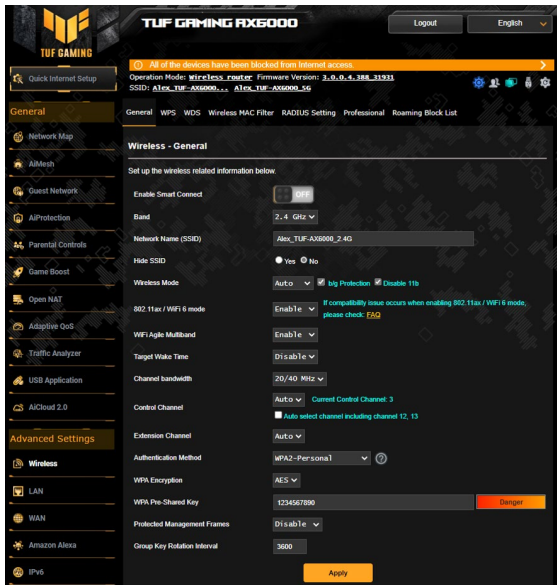 TUF GAMING AX6000
Logout
English
TUF GAMING
All of the devices have been blocked from Internet access.
Quick Internet Setup
Operation Mode: Wireless router Firmware Version: 3.0.0.4.388_31931
SSID: Alex_TUF-AX6000... Alex_TUF-AX6000_5G
General
Network Map
AiMesh
Guest Network
AiProtection
Parental Controls
Game Boost
Open NAT
Adaptive QoS
Traffic Analyzer
USB Application
AiCloud 2.0
Advanced Settings
Wireless
LAN
WAN
Amazon Alexa
IPv6
General WPS WDS Wireless MAC Filter RADIUS Setting Professional Roaming Block List
Wireless - General
Set up the wireless related information below.
Enable Smart Connect OFF
Band 2.4 GHz
Network Name (SSID) Alex_TUF-AX6000_2.4G
Hide SSID Yes No
Wireless Mode Auto b/g Protection Disable 11b
802.11ax / WiFi 6 mode Enable If compatibility issue occurs when enabling 802.11ax / WiFi 6 mode,
please check: FAQ
WiFi Agile Multiband Enable
Target Wake Time Disable
Channel bandwidth 20/40 MHz
Control Channel Auto Current Control Channel: 3
Auto select channel including channel 12, 13
Extension Channel Auto
Authentication Method WPA2-Personal ?
WPA Encryption AES
WPA Pre-Shared Key 1234567890 Danger
Protected Management Frames Disable
Group Key Rotation Interval 3600
Apply